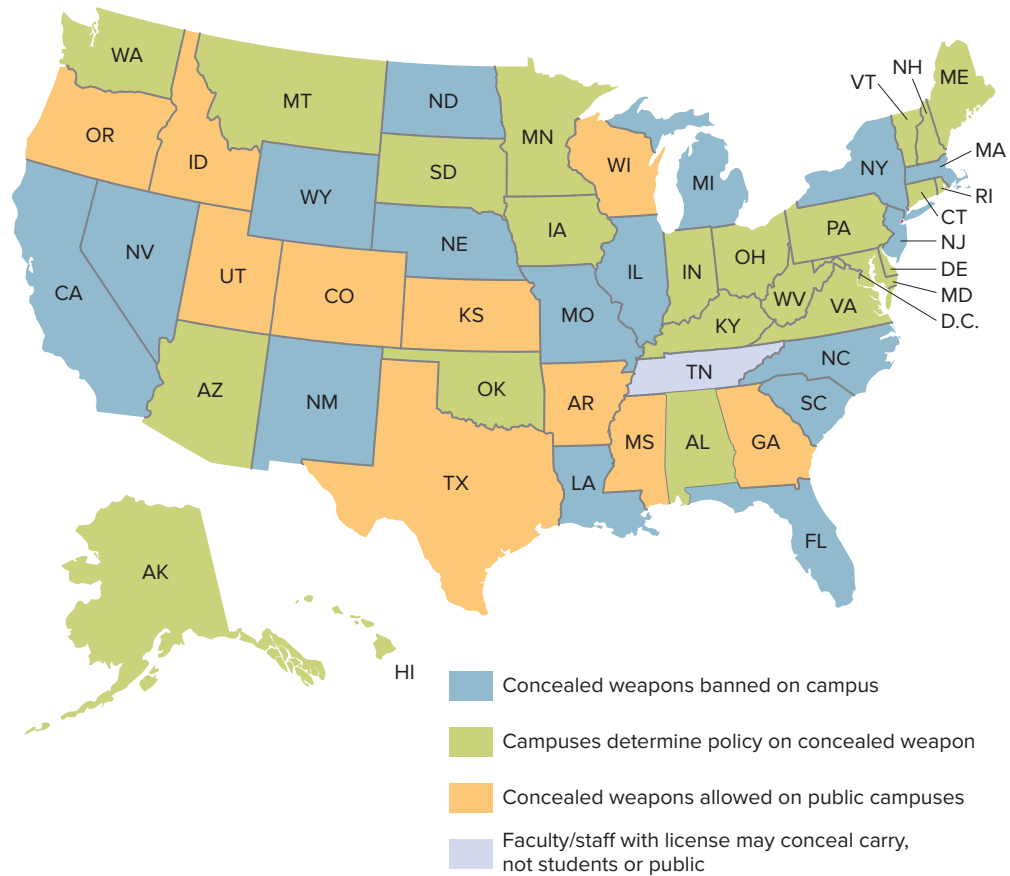 WA
MT
ND
MN
OR
ID
WY
SD
WI
MI
VT
NH
ME
NY
MA
RI
CT
NJ
DE
MD
D.C.
CA
NV
UT
CO
NE
IA
KS
MO
IL
IN
OH
PA
WV
VA
KY
TN
NC
SC
AZ
NM
OK
AR
TX
LA
MS
AL
GA
FL
AK
HI
Concealed weapons banned on campus
Campuses determine policy on concealed weapon
Concealed weapons allowed on public campuses
Faculty/staff with license may conceal carry,
not students or public